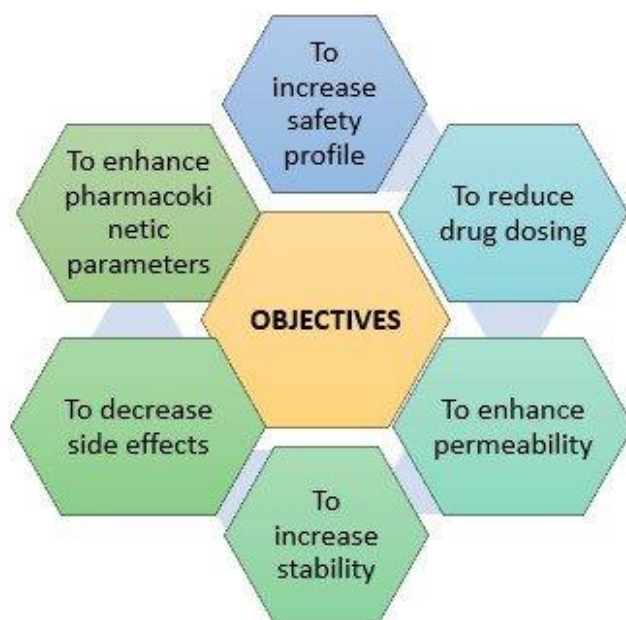 To
increase
safety
profile
To reduce
drug dosing
To enhance
permeability
To
increase
stability
To decrease
side effects
To enhance
pharmacoki
netic
parameters
OBJECTIVES